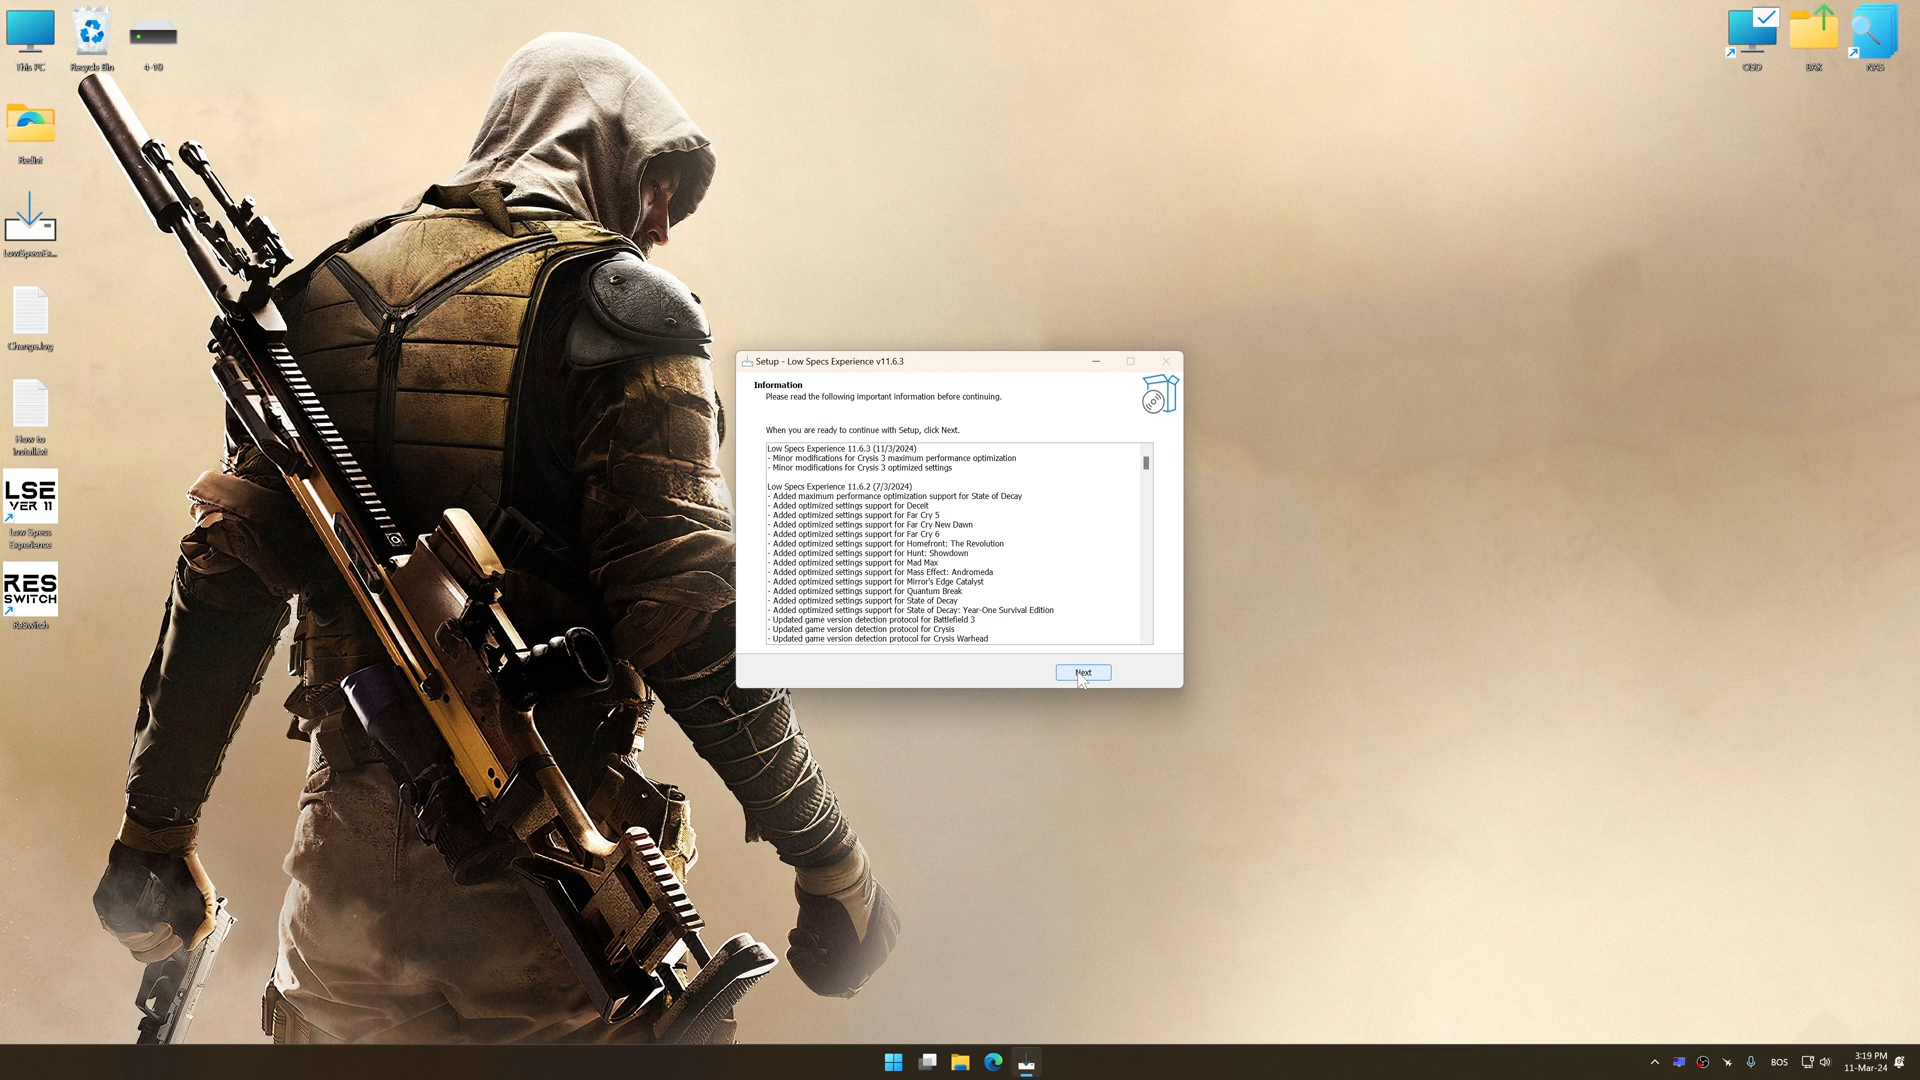 This PC
Recycle Bin
4-10
Redist
LowSpecsEx...
Change.log
How to
Install.txt
LSE
VER 11
Low Specs
Experience
RES
SWITCH
ReSwitch
OSD
BAK
NAS
Setup - Low Specs Experience v11.6.3
Information
Please read the following important information before continuing.
When you are ready to continue with Setup, click Next.
Low Specs Experience 11.6.3 (11/3/2024)
- Minor modifications for Crysis 3 maximum performance optimization
- Minor modifications for Crysis 3 optimized settings
Low Specs Experience 11.6.2 (7/3/2024)
- Added maximum performance optimization support for State of Decay
- Added optimized settings support for Deceit
- Added optimized settings support for Far Cry 5
- Added optimized settings support for Far Cry New Dawn
- Added optimized settings support for Far Cry 6
- Added optimized settings support for Homefront: The Revolution
- Added optimized settings support for Hunt: Showdown
- Added optimized settings support for Mad Max
- Added optimized settings support for Mass Effect: Andromeda
- Added optimized settings support for Mirror's Edge Catalyst
- Added optimized settings support for Quantum Break
- Added optimized settings support for State of Decay
- Added optimized settings support for State of Decay: Year-One Survival Edition
- Updated game version detection protocol for Battlefield 3
- Updated game version detection protocol for Crysis
- Updated game version detection protocol for Crysis Warhead
Next
BOS
3:19 PM
11-Mar-24